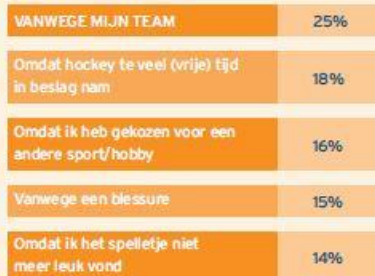 VANWEGE MIJN TEAM 25%
Omdat hockey te veel (vrije) tijd
in beslag nam 18%
Omdat ik heb gekozen voor een
andere sport/hobby 16%
Vanwege een blessure 15%
Omdat ik het spelletje niet
meer leuk vond 14%